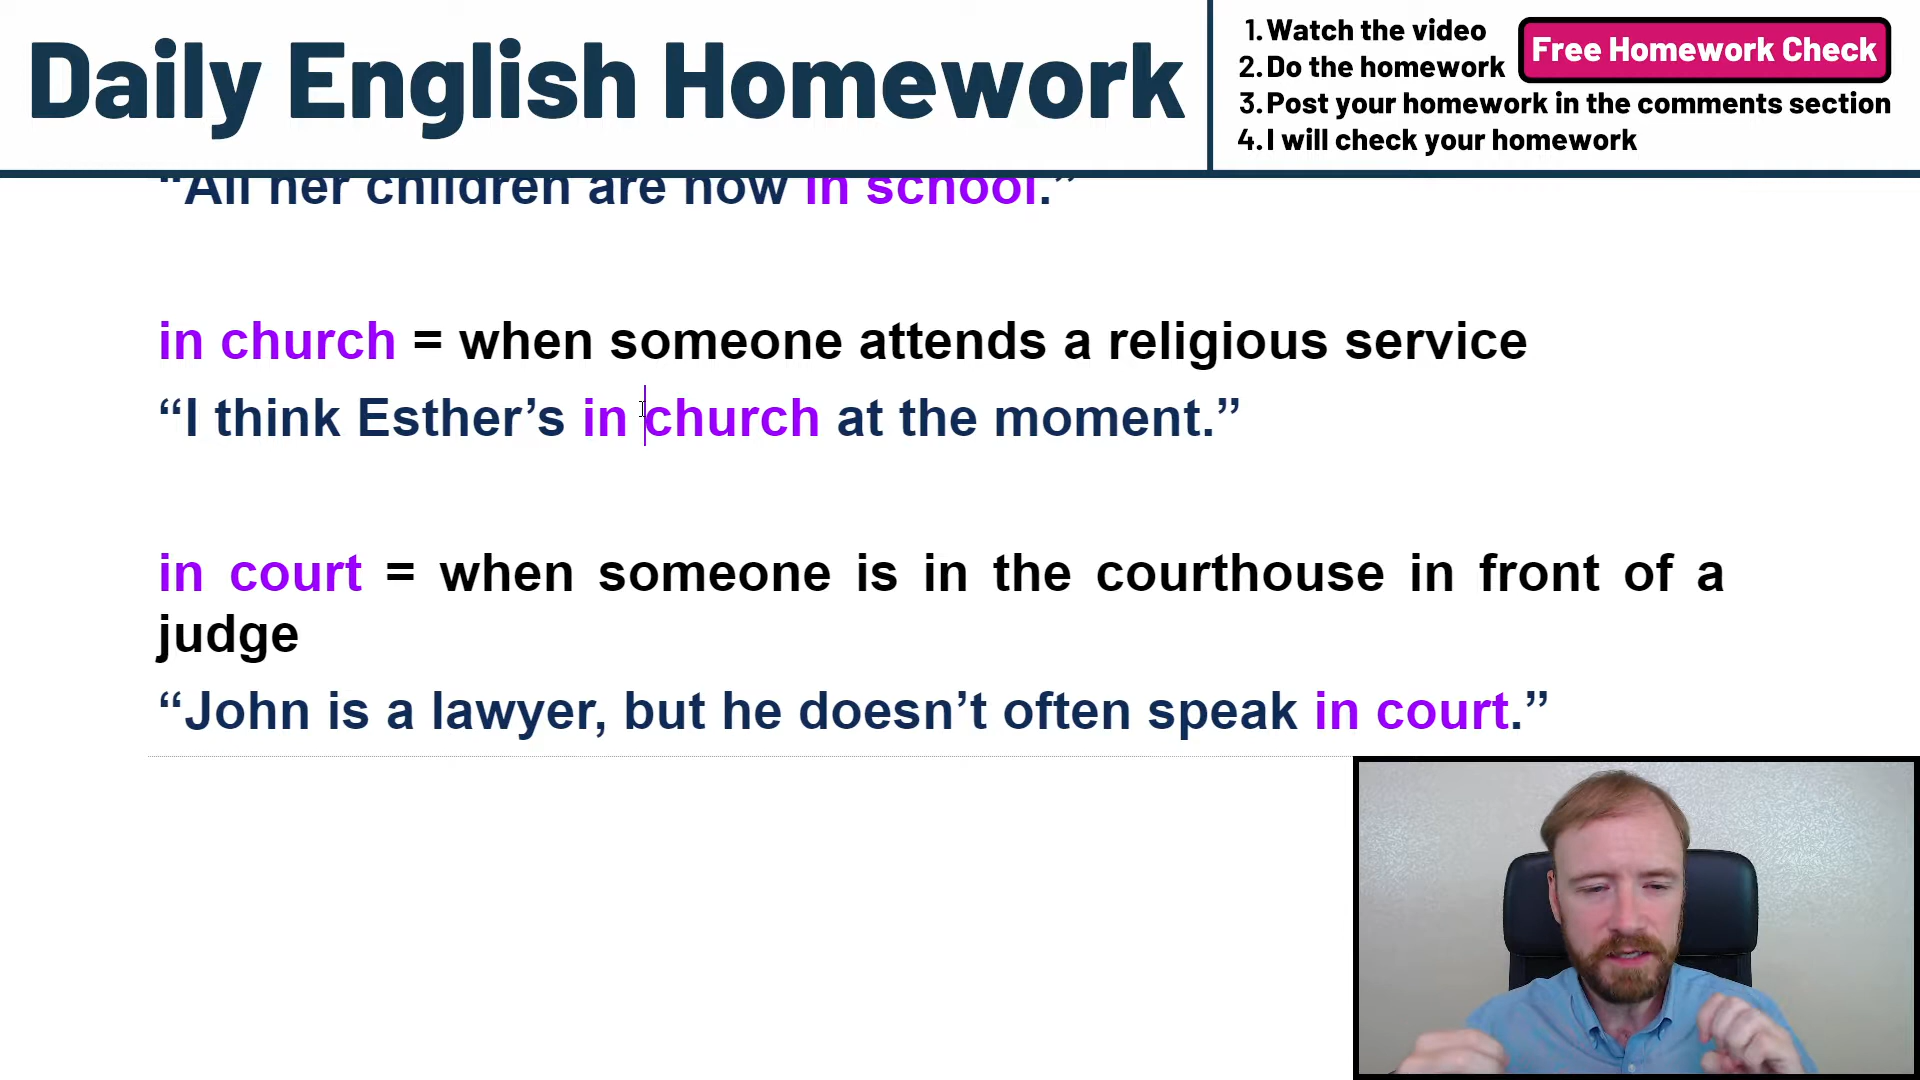 Daily English Homework
1. Watch the video
2. Do the homework
Free Homework Check
3. Post your homework in the comments section
4. I will check your homework
“All her children are now in school.”
in church = when someone attends a religious service
“I think Esther’s in church at the moment.”
in court = when someone is in the courthouse in front of a
judge
“John is a lawyer, but he doesn’t often speak in court.”